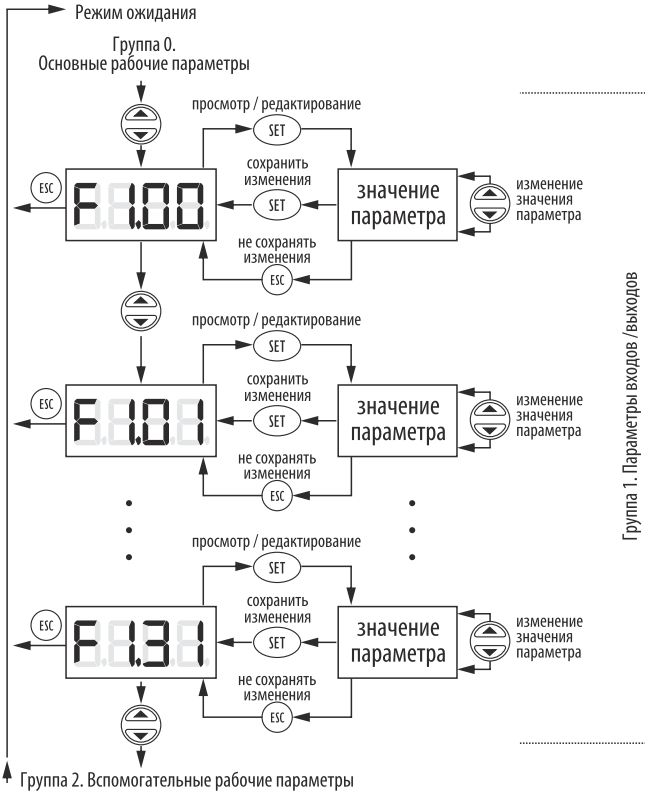 Режим ожидания
Группа 0.
Основные рабочие параметры
просмотр / редактирование
SET
сохранить
изменения
ESC
F 1.00
SET
значение
параметра
изменение
значения
параметра
не сохранять
изменения
ESC
просмотр / редактирование
SET
сохранить
изменения
ESC
F 1.01
SET
значение
параметра
изменение
значения
параметра
не сохранять
изменения
ESC
просмотр / редактирование
SET
сохранить
изменения
ESC
F 1.31
SET
значение
параметра
изменение
значения
параметра
не сохранять
изменения
ESC
Группа 2. Вспомогательные рабочие параметры
Группа 1. Параметры входов /выходов